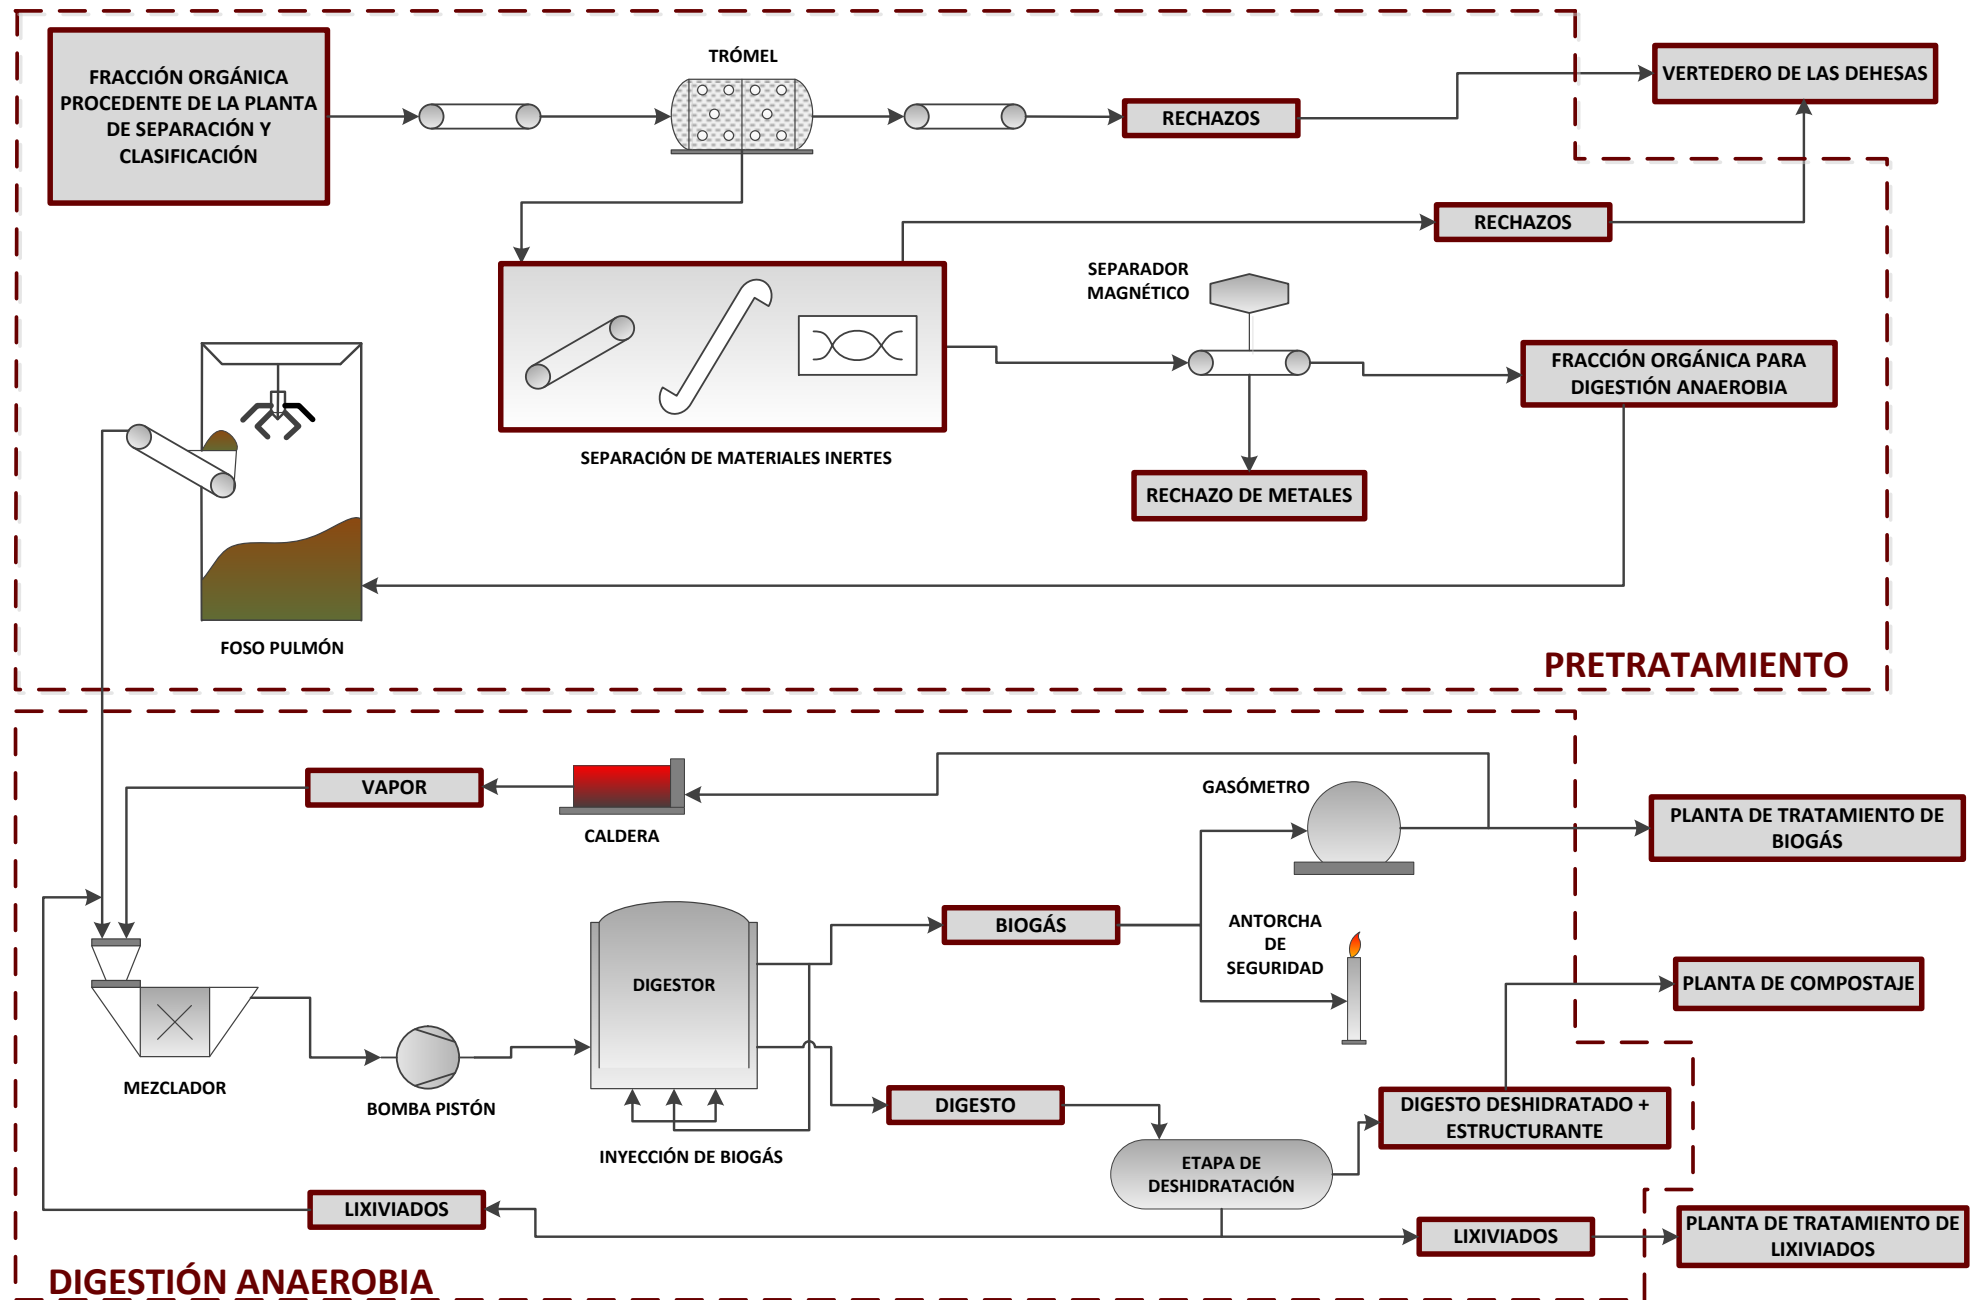 FRACCIÓN ORGÁNICA
PROCEDENTE DE LA PLANTA
DE SEPARACIÓN Y
CLASIFICACIÓN
TRÓMEL
RECHAZOS
VERTEDERO DE LAS DEHESAS
RECHAZOS
SEPARADOR
MAGNÉTICO
FRACCIÓN ORGÁNICA PARA
DIGESTIÓN ANAEROBIA
SEPARACIÓN DE MATERIALES INERTES
RECHAZO DE METALES
FOSO PULMÓN
PRETRATAMIENTO
VAPOR
CALDERA
GASÓMETRO
PLANTA DE TRATAMIENTO DE
BIOGÁS
BIOGÁS
ANTORCHA
DE
SEGURIDAD
DIGESTOR
PLANTA DE COMPOSTAJE
MEZCLADOR
BOMBA PISTÓN
DIGESTO
DIGESTO DESHIDRATADO +
ESTRUCTURANTE
INYECCIÓN DE BIOGÁS
ETAPA DE
DESHIDRATACIÓN
LIXIVIADOS
LIXIVIADOS
PLANTA DE TRATAMIENTO DE
LIXIVIADOS
DIGESTIÓN ANAEROBIA